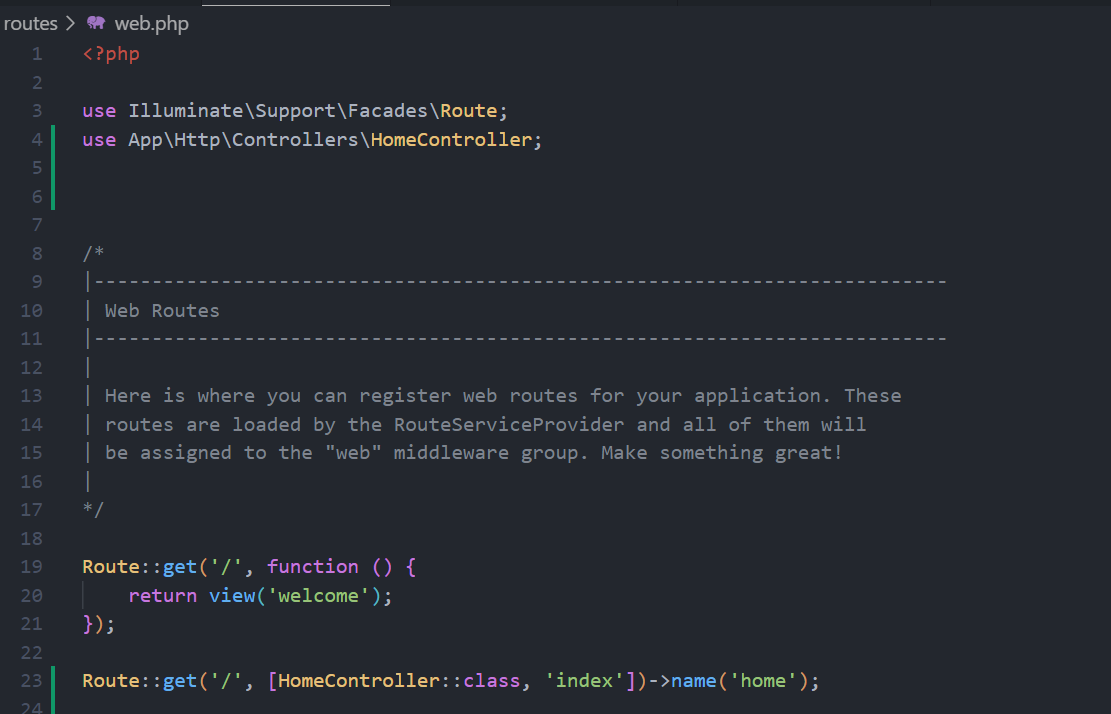 routes > web.php
1 <?php
2
3 use Illuminate\Support\Facades\Route;
4 use App\Http\Controllers\HomeController;
5
6
7
8 /*
9 |--------------------------------------------------------------------------
10 | Web Routes
11 |--------------------------------------------------------------------------
12 |
13 | Here is where you can register web routes for your application. These
14 | routes are loaded by the RouteServiceProvider and all of them will
15 | be assigned to the "web" middleware group. Make something great!
16 |
17 */
18
19 Route::get('/', function () {
20     return view('welcome');
21 });
22
23 Route::get('/', [HomeController::class, 'index'])->name('home');
24